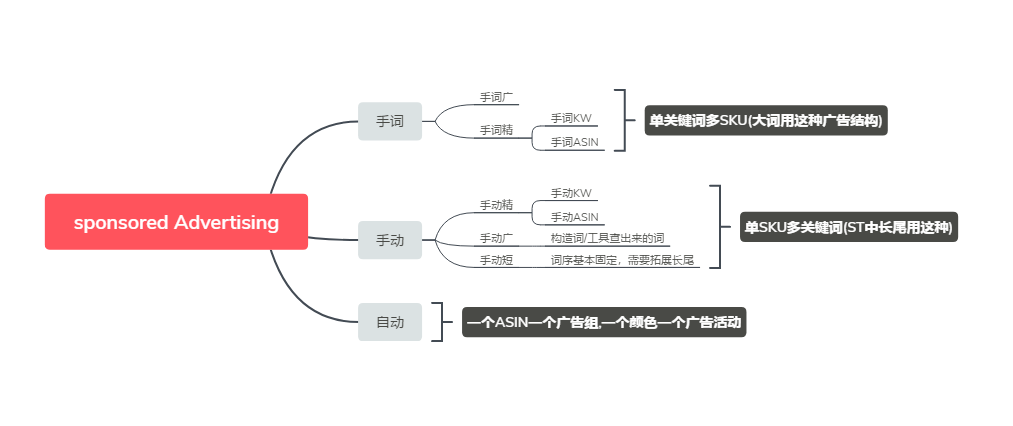 sponsored Advertising
手词
手词广
手词精
手词KW
手词ASIN
单关键词多SKU(大词用这种广告结构)
手动
手动精
手动KW
手动ASIN
手动广
构造词/工具查出来的词
手动短
词序基本固定，需要拓展长尾
单SKU多关键词(ST中长尾用这种)
自动
一个ASIN一个广告组,一个颜色一个广告活动